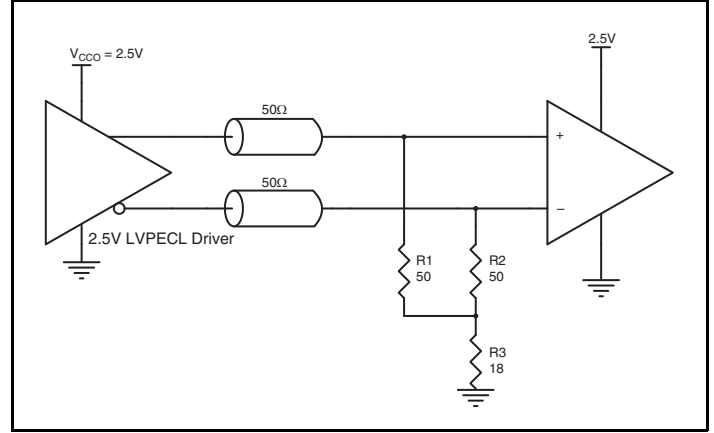 V_CCO = 2.5V
2.5V
50Ω
+
50Ω
–
2.5V LVPECL Driver
R1
50
R2
50
R3
18